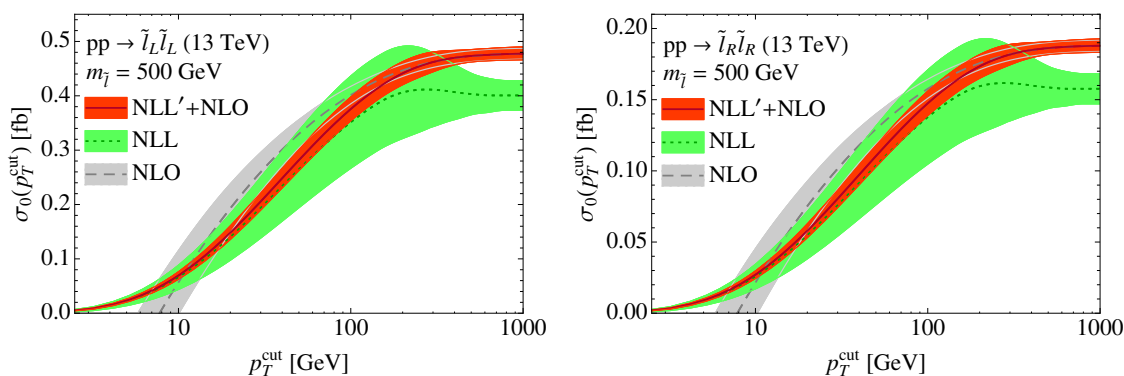 pp → l̃_L l̃_L (13 TeV)
m_l̃ = 500 GeV
NLL′+NLO
NLL
NLO
σ₀(p_T^cut) [fb]
0.5
0.4
0.3
0.2
0.1
0.0
10
100
1000
p_T^cut [GeV]
pp → l̃_R l̃_R (13 TeV)
m_l̃ = 500 GeV
NLL′+NLO
NLL
NLO
σ₀(p_T^cut) [fb]
0.20
0.15
0.10
0.05
0.00
10
100
1000
p_T^cut [GeV]